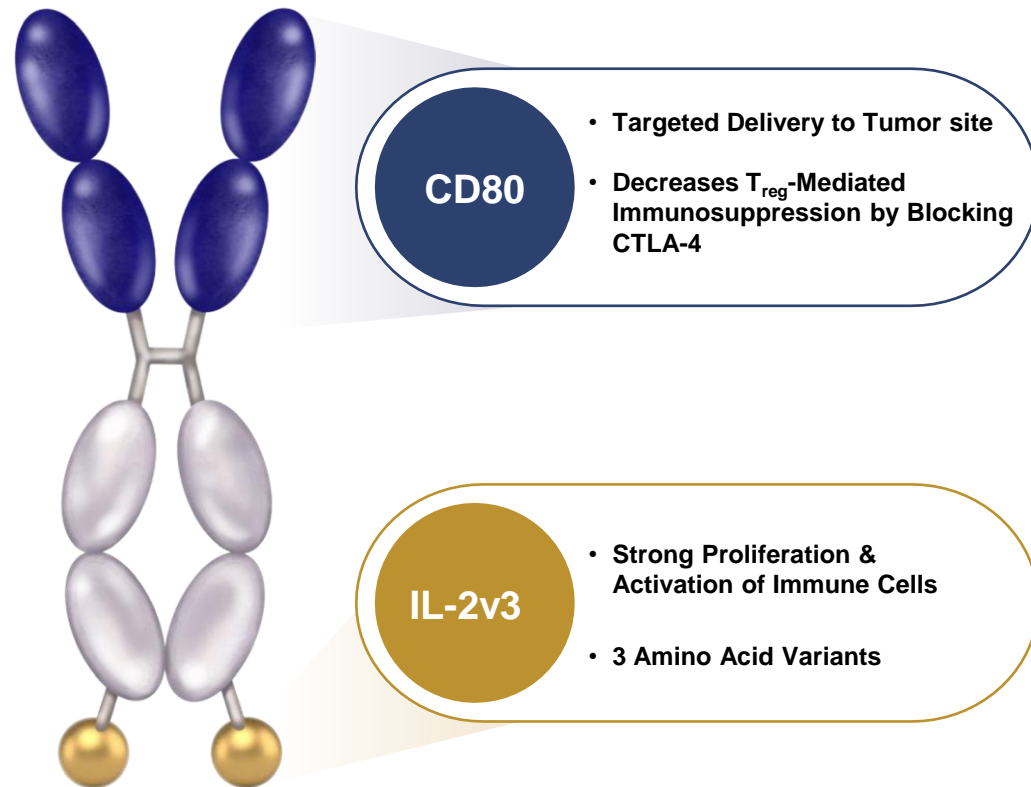 CD80
• Targeted Delivery to Tumor site
• Decreases Treg-Mediated
Immunosuppression by Blocking
CTLA-4
IL-2v3
• Strong Proliferation &
Activation of Immune Cells
• 3 Amino Acid Variants